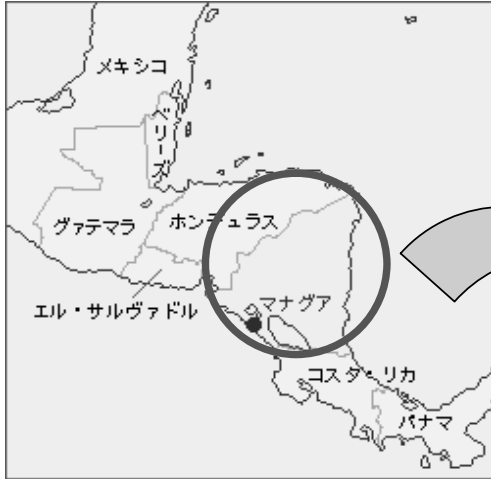 メキシコ
ベリーズ
グァテマラ
ホンデュラス
エル・サルヴァドル
マナグア
コスタ・リカ
パナマ